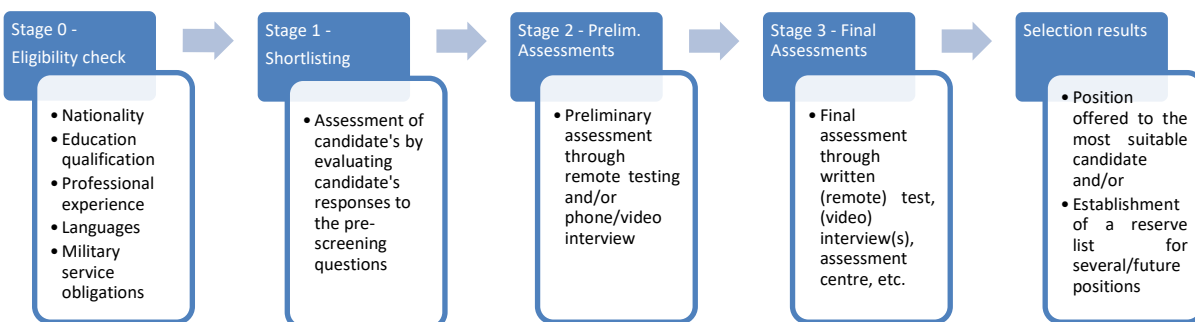 Stage 0 -
Eligibility check
• Nationality
• Education
qualification
• Professional
experience
• Languages
• Military
service
obligations
Stage 1 -
Shortlisting
• Assessment of
candidate's by
evaluating
candidate's
responses to
the pre-
screening
questions
Stage 2 - Prelim.
Assessments
• Preliminary
assessment
through
remote testing
and/or
phone/video
interview
Stage 3 - Final
Assessments
• Final
assessment
through
written
(remote) test,
(video)
interview(s),
assessment
centre, etc.
Selection results
• Position
offered to the
most suitable
candidate
and/or
• Establishment
of a reserve
list for
several/future
positions